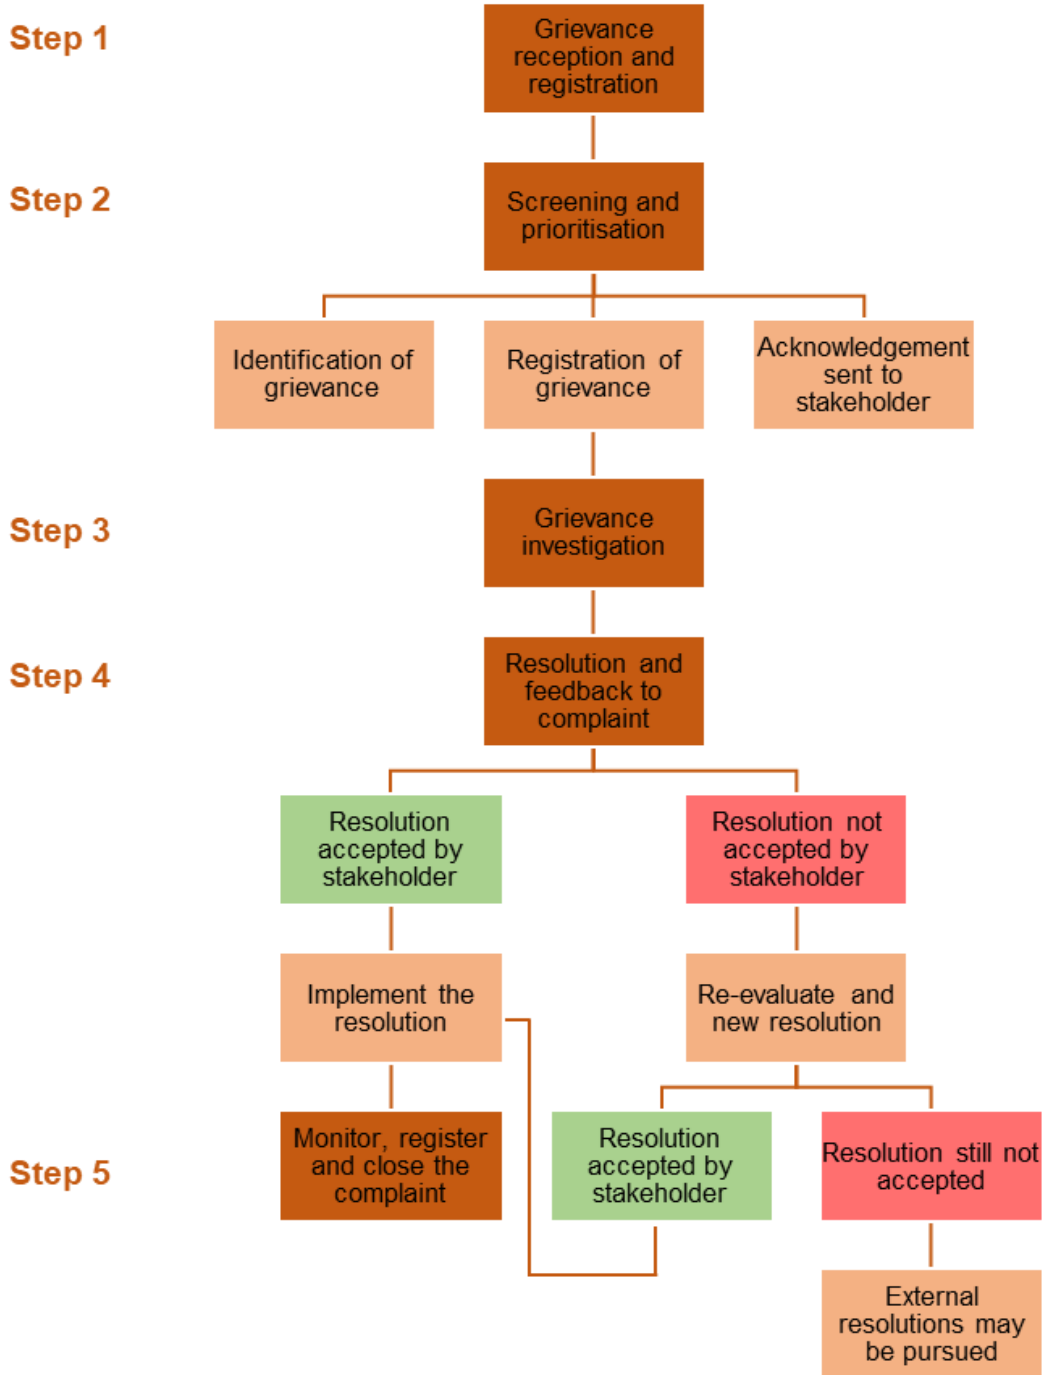 Step 1
Grievance
reception and
registration
Step 2
Screening and
prioritisation
Identification of
grievance
Registration of
grievance
Acknowledgement
sent to
stakeholder
Step 3
Grievance
investigation
Step 4
Resolution and
feedback to
complaint
Resolution
accepted by
stakeholder
Resolution not
accepted by
stakeholder
Implement the
resolution
Re-evaluate and
new resolution
Step 5
Monitor, register
and close the
complaint
Resolution
accepted by
stakeholder
Resolution still not
accepted
External
resolutions may
be pursued